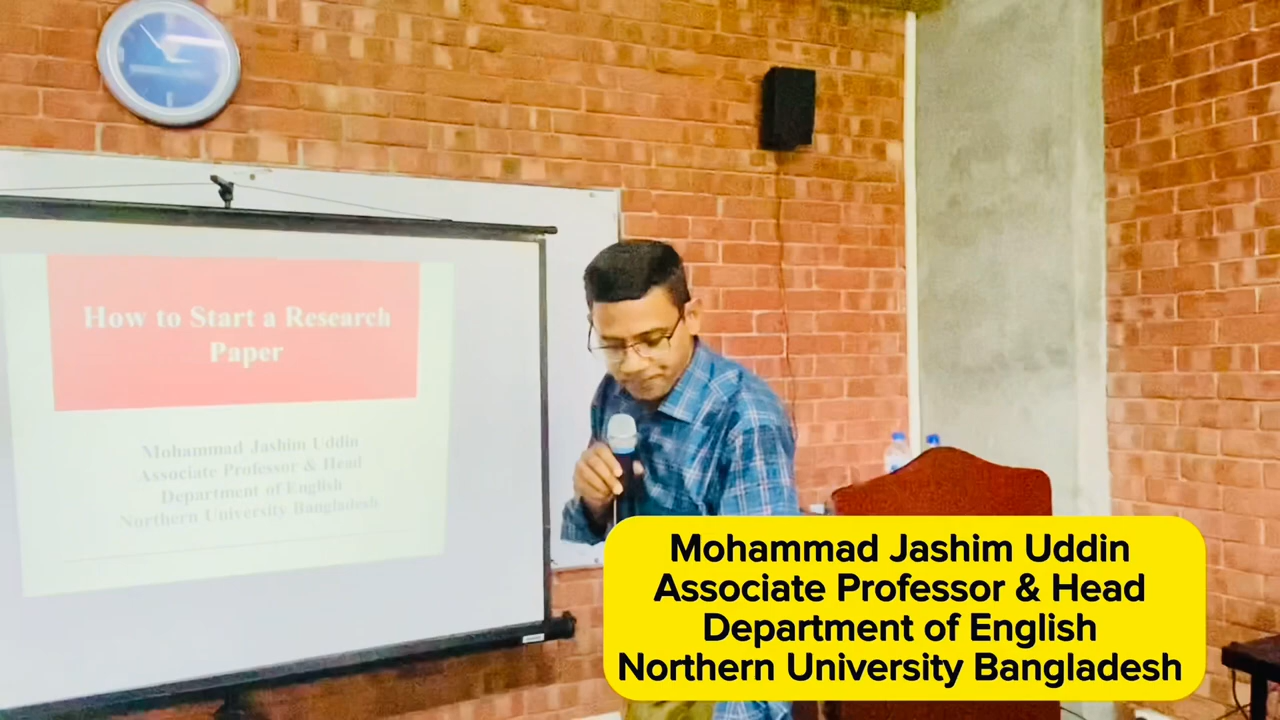 How to Start a Research
Paper
Mohammad Jashim Uddin
Associate Professor & Head
Department of English
Northern University Bangladesh
Mohammad Jashim Uddin
Associate Professor & Head
Department of English
Northern University Bangladesh